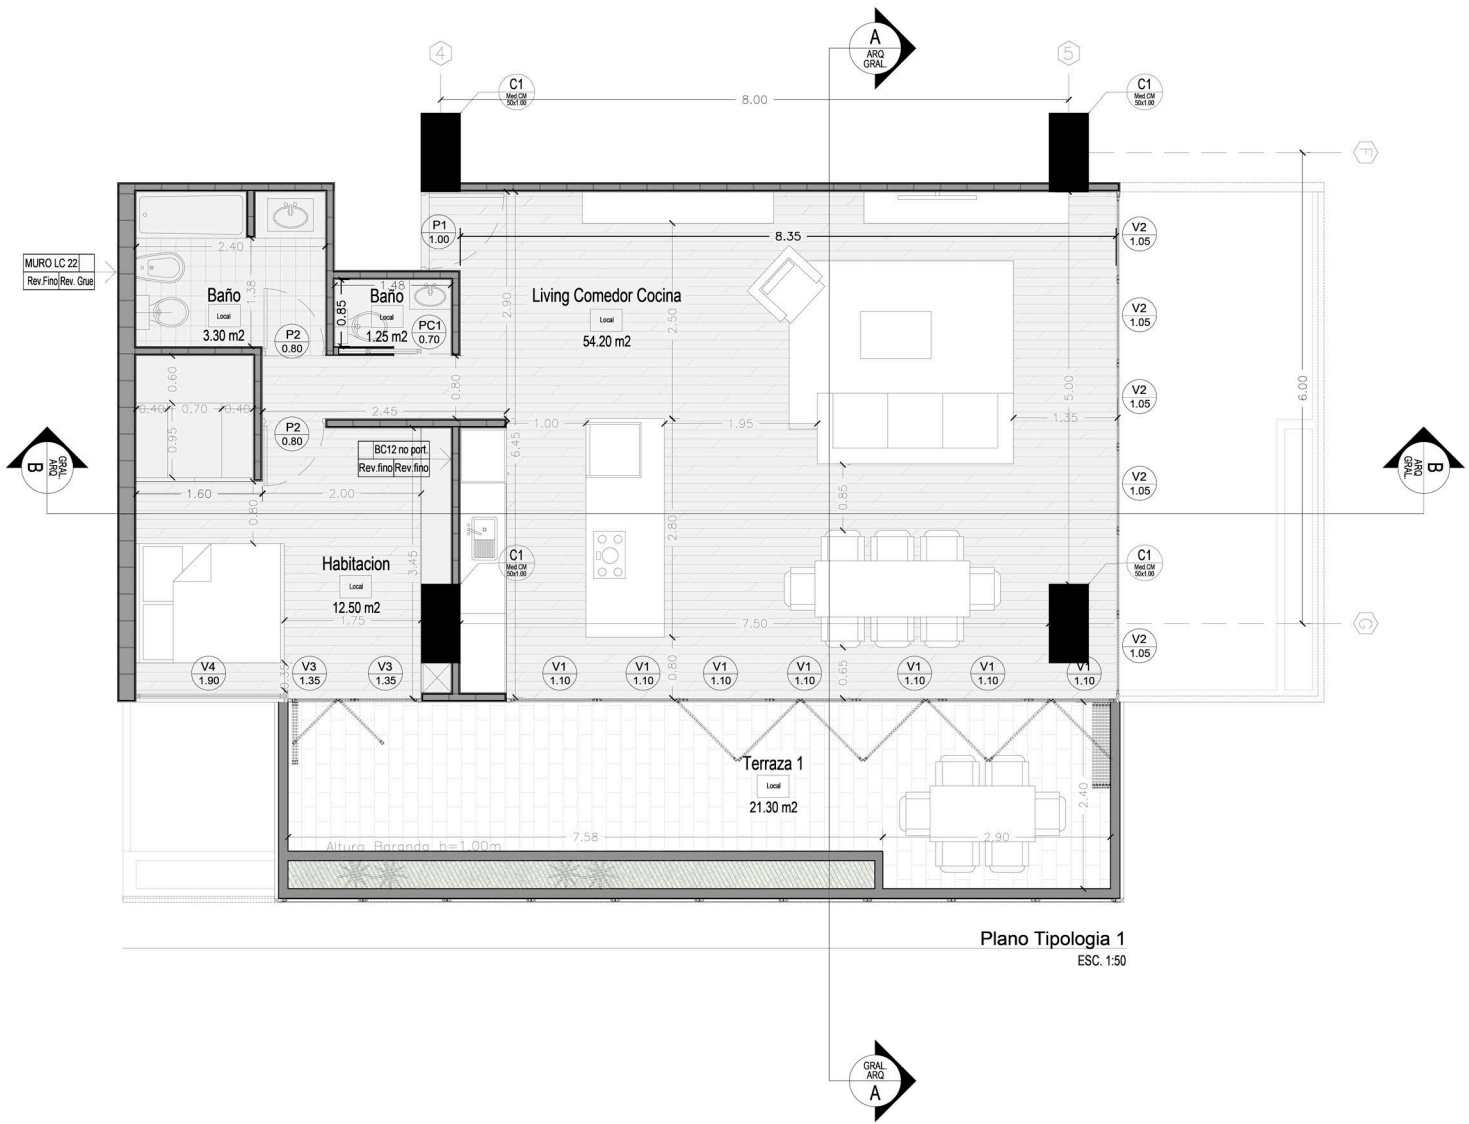 A
ARQ
GRAL.
4
5
C1
Med.CM
50x1.00
C1
Med.CM
50x1.00
8.00
F
P1
1.00
8.35
V2
1.05
2.40
MURO LC 22
Rev.Fino Rev. Grue
Baño
Local
3.30 m2
1.38
1.48
0.85
Baño
Local
1.25 m2
PC1
0.70
P2
0.80
2.90
Living Comedor Cocina
Local
54.20 m2
2.50
V2
1.05
6.00
5.00
0.60
0.40
0.70
0.40
0.95
2.45
0.80
P2
0.80
1.00
1.95
1.35
V2
1.05
6.45
BC12 no port.
Rev.fino Rev.fino
B
GRAL.
ARQ
B
ARQ
GRAL.
1.60
2.00
0.80
0.85
2.80
V2
1.05
3.45
Habitacion
Local
12.50 m2
C1
Med.CM
50x1.00
C1
Med.CM
50x1.00
1.75
7.50
G
V2
1.05
0.35
0.80
0.65
V4
1.90
V3
1.35
V3
1.35
V1
1.10
V1
1.10
V1
1.10
V1
1.10
V1
1.10
V1
1.10
V1
1.10
Terraza 1
Local
21.30 m2
2.40
7.58
2.90
Altura Baranda h=1.00m
Plano Tipologia 1
ESC. 1:50
GRAL.
ARQ
A